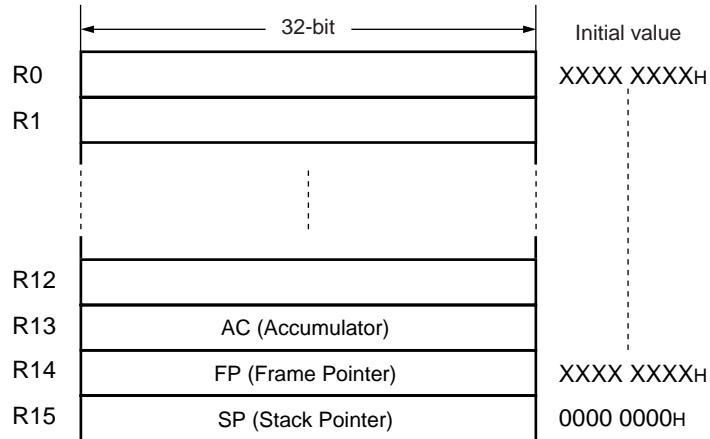 32-bit
Initial value
R0 XXXX XXXXH
R1
R12
R13 AC (Accumulator)
R14 FP (Frame Pointer) XXXX XXXXH
R15 SP (Stack Pointer) 0000 0000H